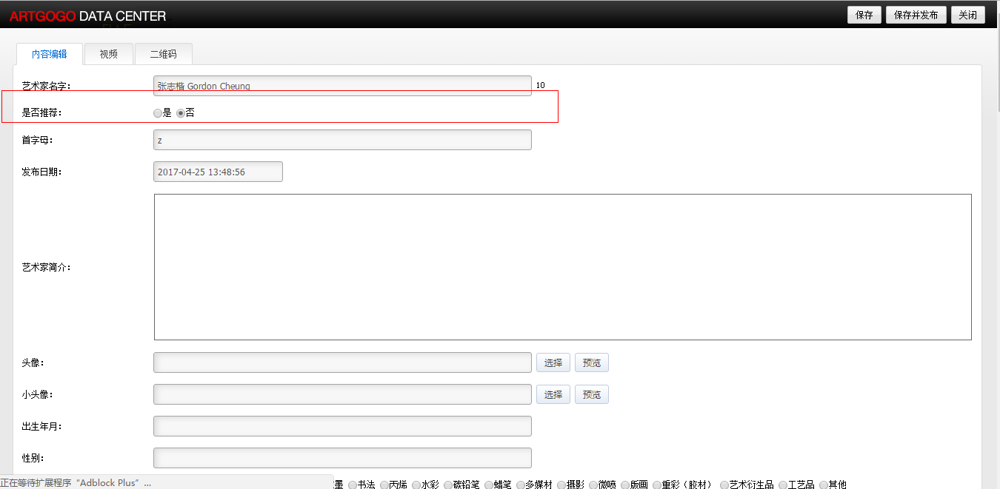 ARTGOGO DATA CENTER 保存 保存并发布 关闭
内容编辑 视频 二维码
艺术家名字: 张志楷 Gordon Cheung 10
是否推荐: 是 否
首字母: z
发布日期: 2017-04-25 13:48:56
艺术家简介:
头像: 选择 预览
小头像: 选择 预览
出生年月:
性别:
墨 书法 丙烯 水彩 碳铅笔 蜡笔 多媒材 摄影 微喷 版画 重彩（胶材） 艺术衍生品 工艺品 其他
正在等待扩展程序“Adblock Plus” ...